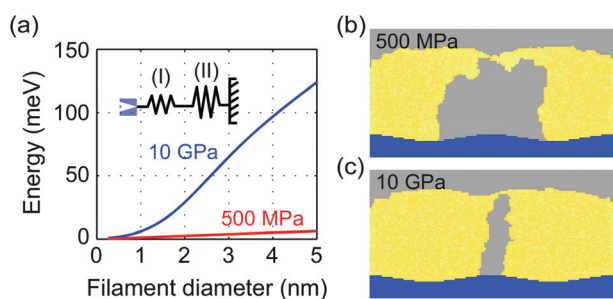 (a)
150
100
50
0
Energy (meV)
(I)
(II)
10 GPa
500 MPa
0 1 2 3 4 5
Filament diameter (nm)
(b)
500 MPa
(c)
10 GPa